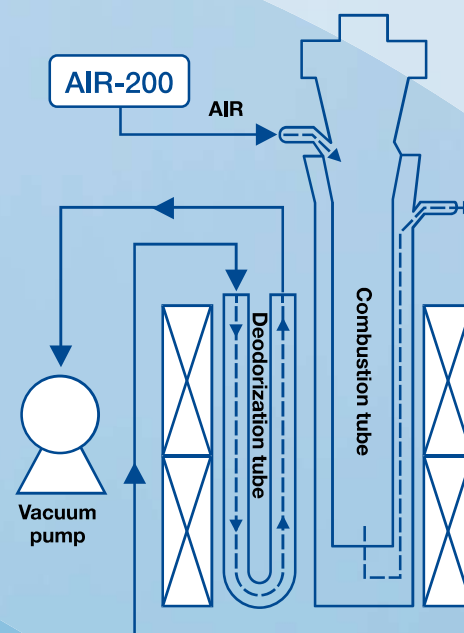 AIR-200
AIR
Deodorization tube
Combustion tube
Vacuum
pump